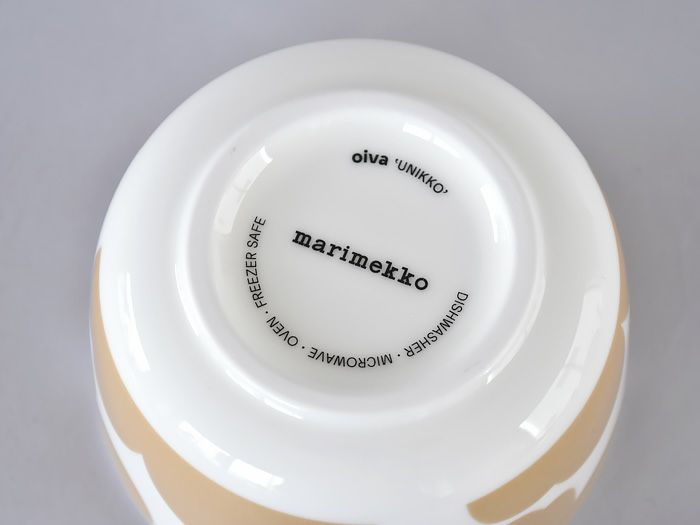 oiva 'UNIKKO'
marimekko
DISHWASHER · MICROWAVE · OVEN · FREEZER SAFE